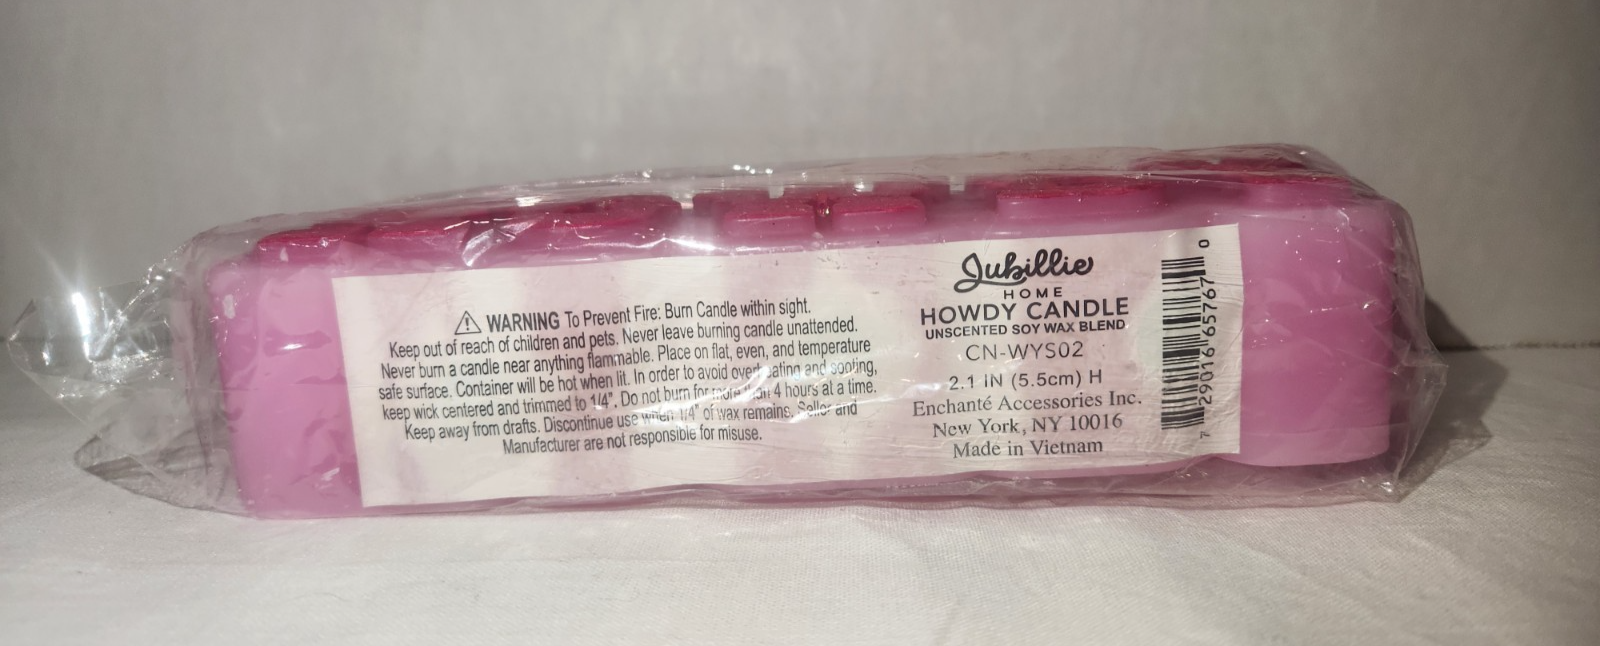 ⚠ WARNING To Prevent Fire: Burn Candle within sight.
Keep out of reach of children and pets. Never leave burning candle unattended.
Never burn a candle near anything flammable. Place on flat, even, and temperature
safe surface. Container will be hot when lit. In order to avoid overheating and sooting,
keep wick centered and trimmed to 1/4". Do not burn for more than 4 hours at a time.
Keep away from drafts. Discontinue use when 1/4" of wax remains. Seller and
Manufacturer are not responsible for misuse.
Jubillie
HOME
HOWDY CANDLE
UNSCENTED SOY WAX BLEND
CN-WYS02
2.1 IN (5.5cm) H
Enchanté Accessories Inc.
New York, NY 10016
Made in Vietnam
7 29016 65767 0